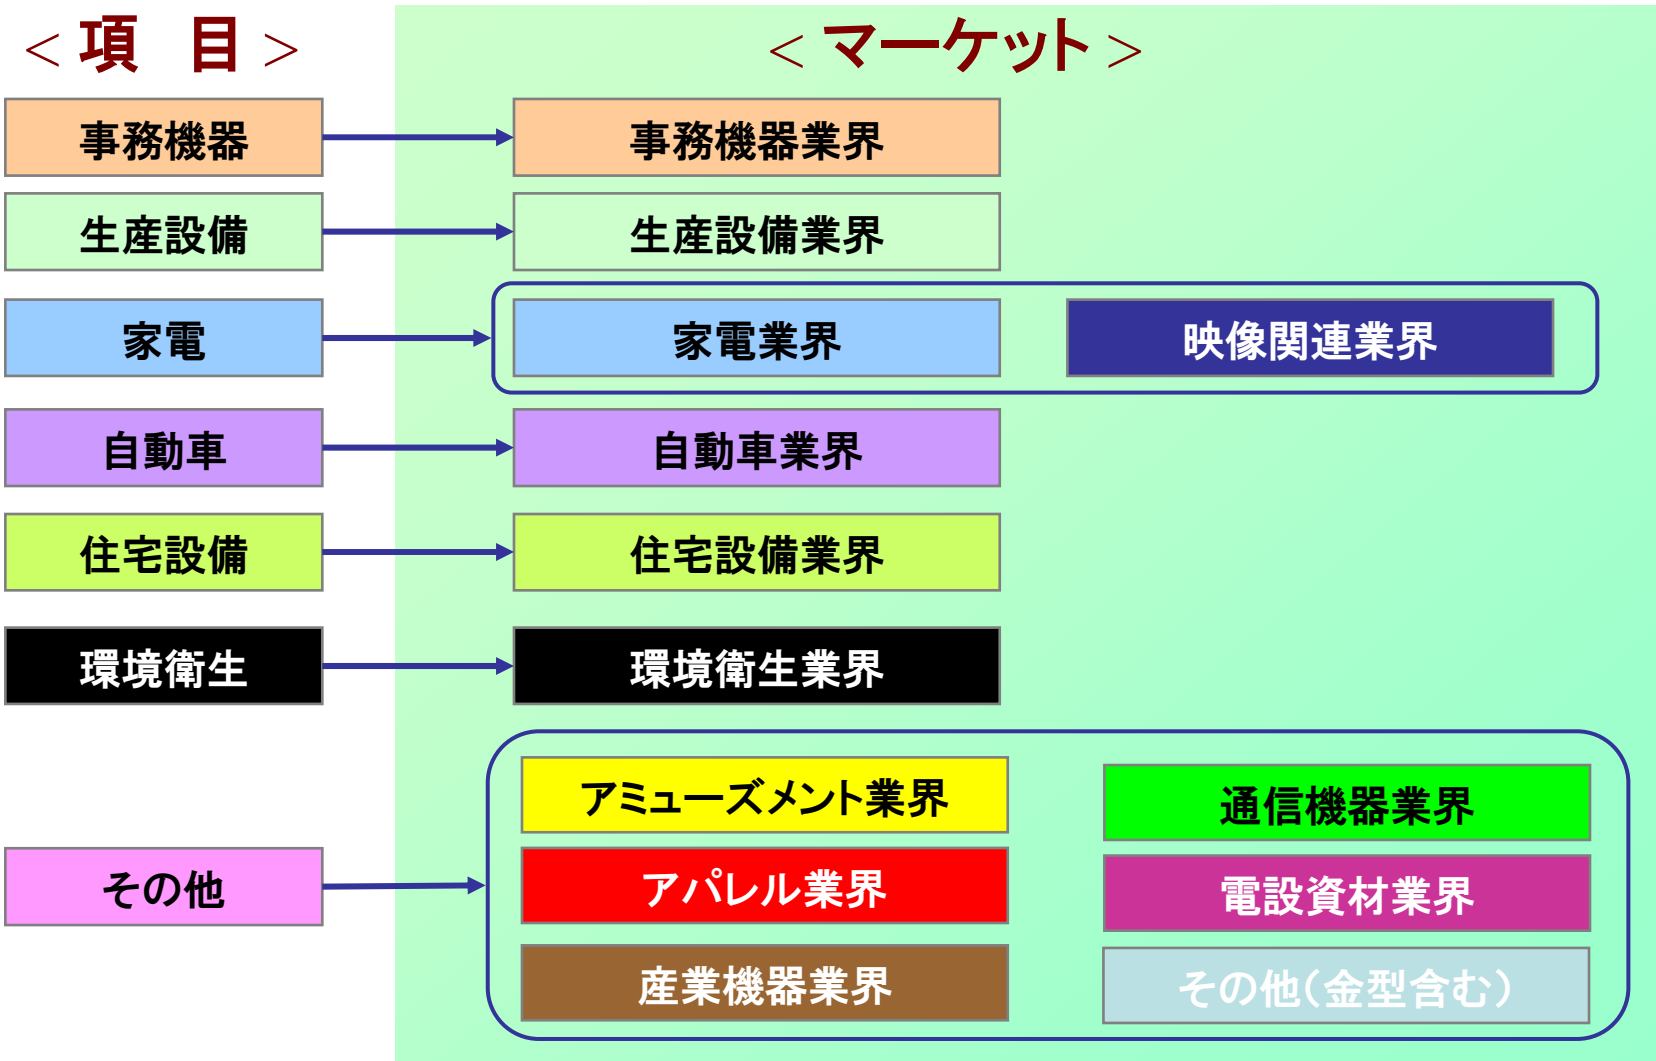 ＜項　目＞
＜マーケット＞
事務機器
事務機器業界
生産設備
生産設備業界
家電
家電業界
映像関連業界
自動車
自動車業界
住宅設備
住宅設備業界
環境衛生
環境衛生業界
その他
アミューズメント業界
通信機器業界
アパレル業界
電設資材業界
産業機器業界
その他（金型含む）